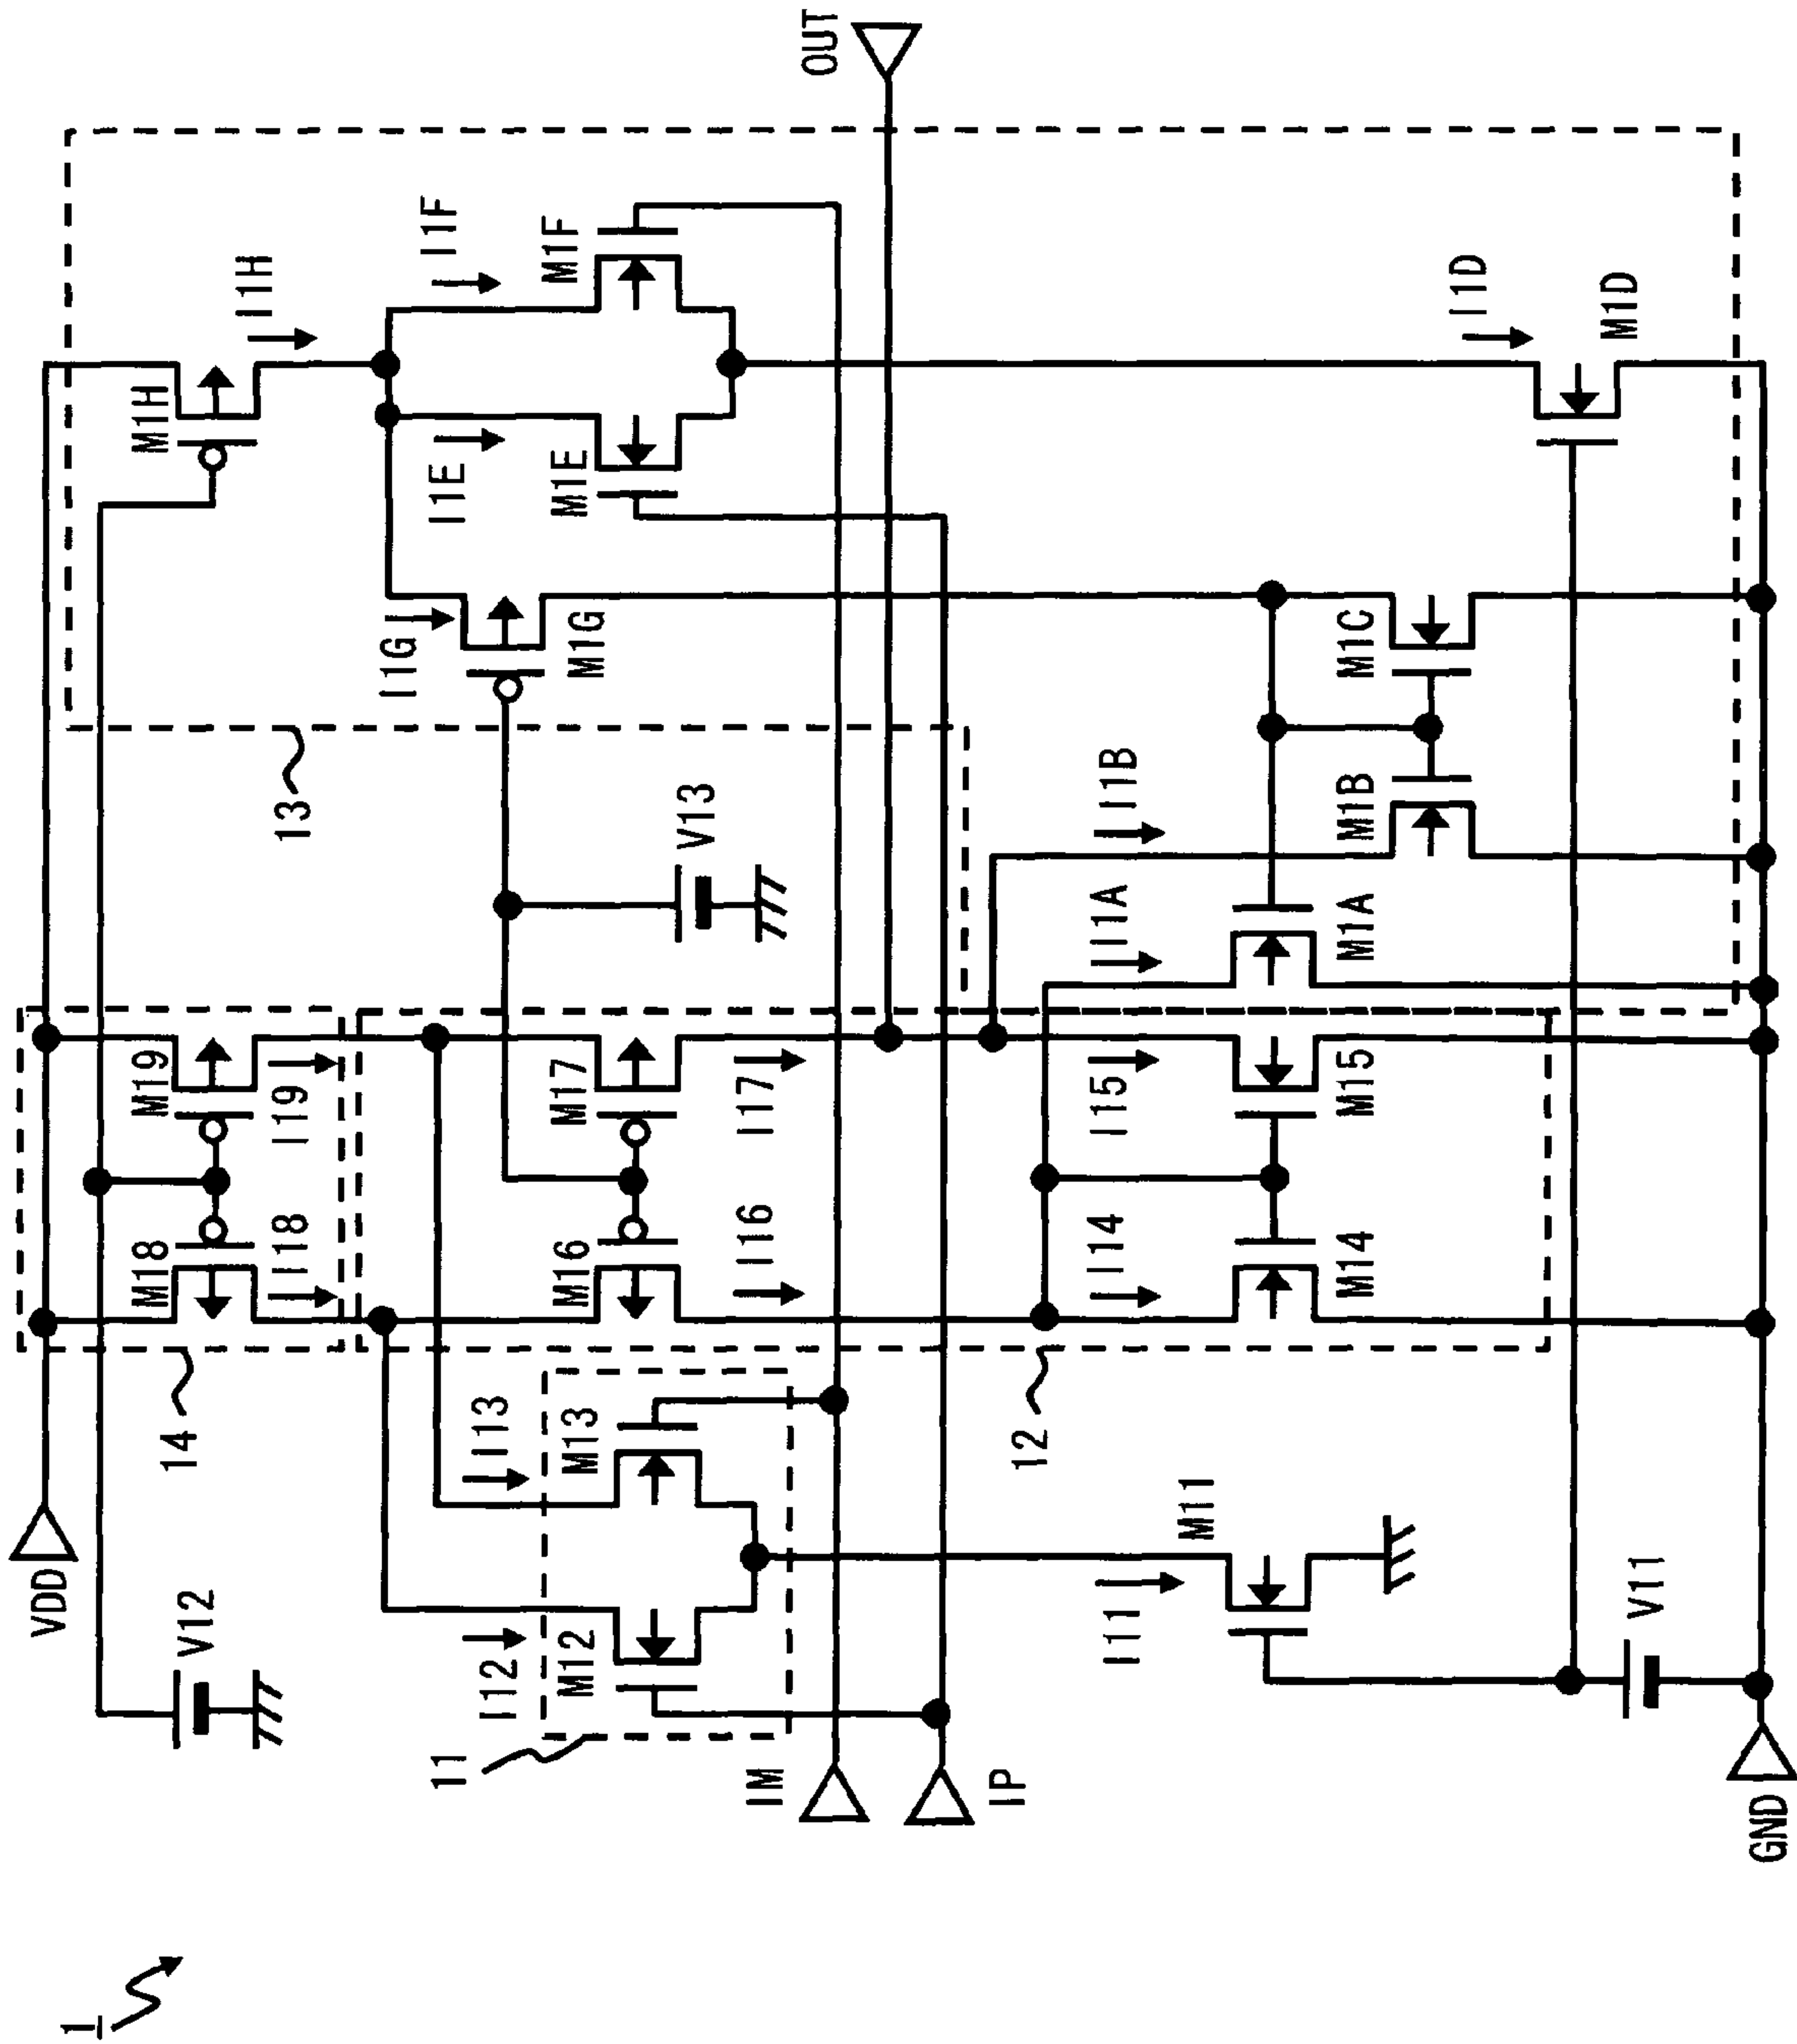 1
VDD
V12
14
M18
M19
I18
I19
M1H
I1H
11
I12
I13
M12
M13
M16
M17
I16
I17
13
V13
I1G
M1G
I1E
I1F
M1E
M1F
IM
IP
OUT
12
I14
I15
M14
M15
I1A
I1B
M1A
M1B
M1C
I11
M11
V11
I1D
M1D
GND